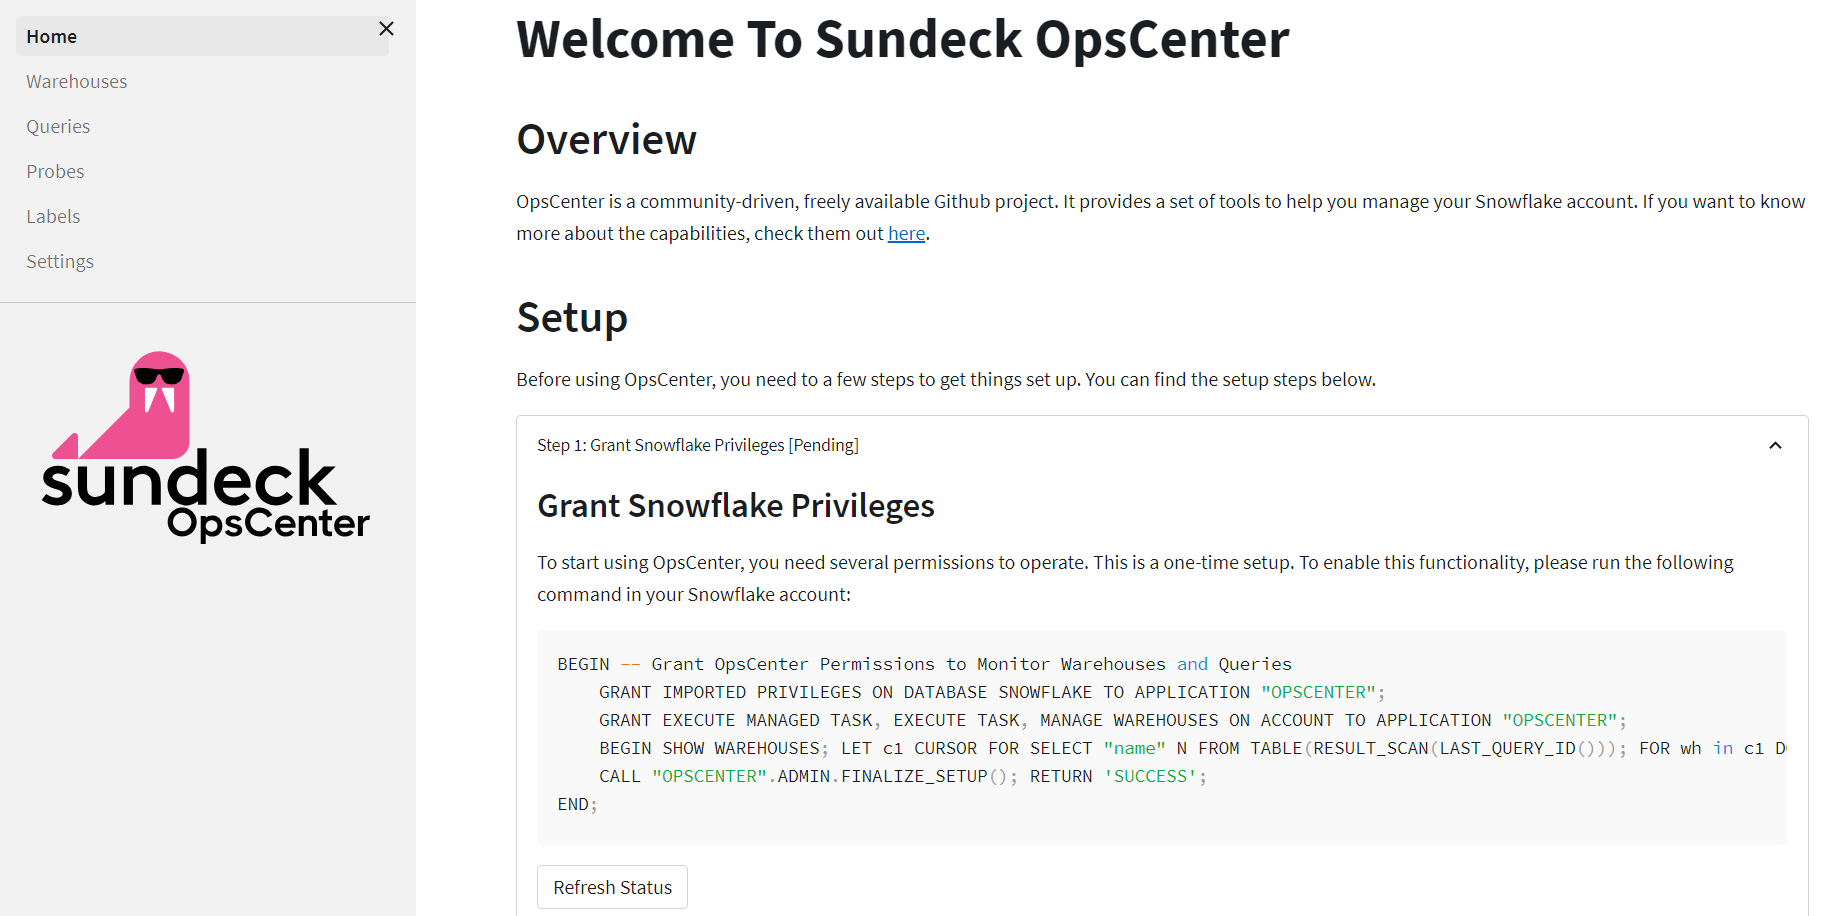 Home
Warehouses
Queries
Probes
Labels
Settings
sundeck
OpsCenter
Welcome To Sundeck OpsCenter
Overview
OpsCenter is a community-driven, freely available Github project. It provides a set of tools to help you manage your Snowflake account. If you want to know
more about the capabilities, check them out here.
Setup
Before using OpsCenter, you need to a few steps to get things set up. You can find the setup steps below.
Step 1: Grant Snowflake Privileges [Pending]
Grant Snowflake Privileges
To start using OpsCenter, you need several permissions to operate. This is a one-time setup. To enable this functionality, please run the following
command in your Snowflake account:
BEGIN -- Grant OpsCenter Permissions to Monitor Warehouses and Queries
GRANT IMPORTED PRIVILEGES ON DATABASE SNOWFLAKE TO APPLICATION "OPSCENTER";
GRANT EXECUTE MANAGED TASK, EXECUTE TASK, MANAGE WAREHOUSES ON ACCOUNT TO APPLICATION "OPSCENTER";
BEGIN SHOW WAREHOUSES; LET c1 CURSOR FOR SELECT "name" N FROM TABLE(RESULT_SCAN(LAST_QUERY_ID())); FOR wh in c1
CALL "OPSCENTER".ADMIN.FINALIZE_SETUP(); RETURN 'SUCCESS';
END;
Refresh Status